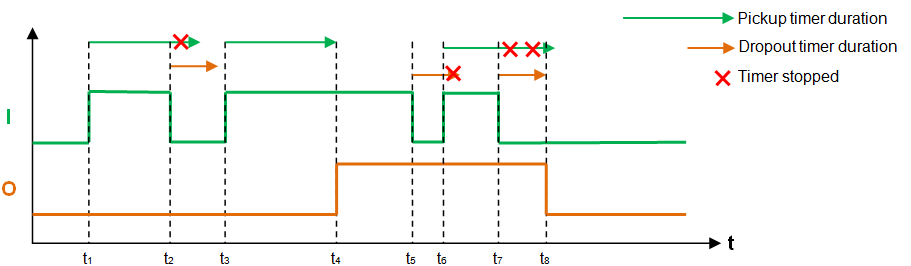 Pickup timer duration
Dropout timer duration
Timer stopped
I
O
t
t1 t2 t3 t4 t5 t6 t7 t8